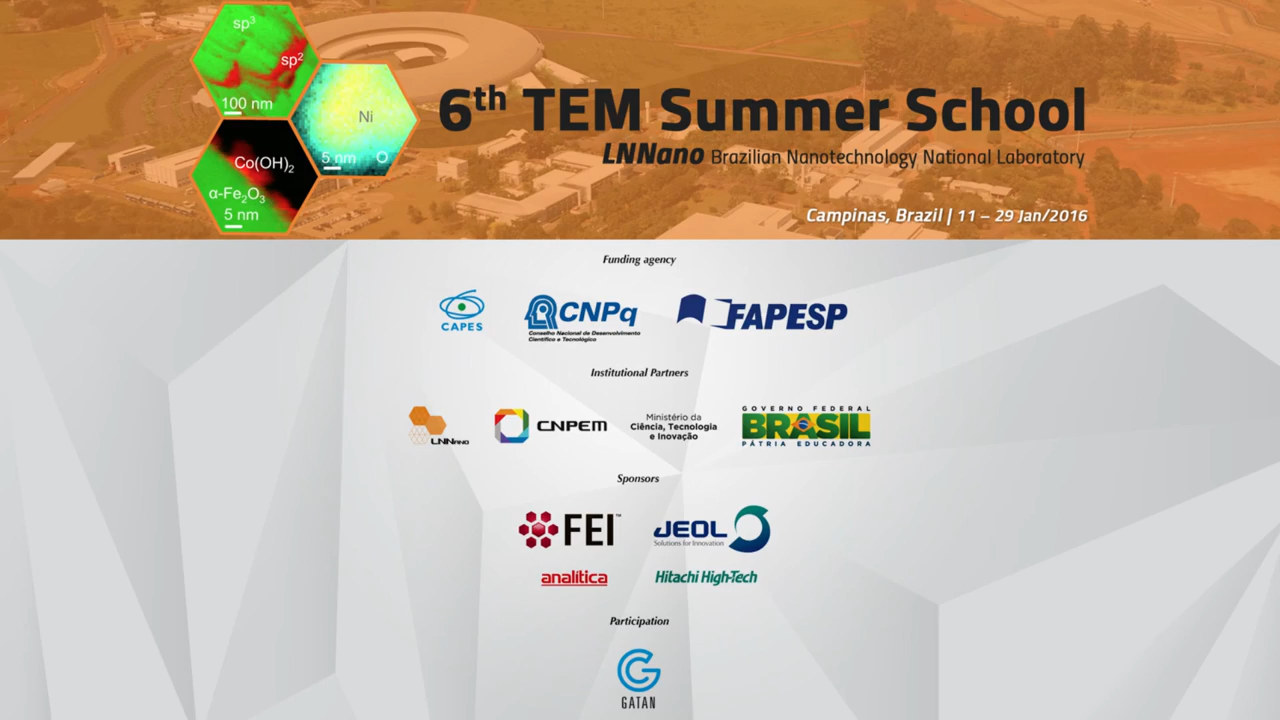 sp³
sp²
100 nm
Ni
5 nm O
Co(OH)₂
α-Fe₂O₃
5 nm
6th TEM Summer School
LNNano Brazilian Nanotechnology National Laboratory
Campinas, Brazil | 11 – 29 Jan/2016
Funding agency
CAPES
CNPq
Conselho Nacional de Desenvolvimento
Científico e Tecnológico
FAPESP
Institutional Partners
LNNANO
CNPEM
Ministério da
Ciência, Tecnologia
e Inovação
GOVERNO FEDERAL
BRASIL
PÁTRIA EDUCADORA
Sponsors
FEI™
JEOL
Solutions for Innovation
analítica
Hitachi High-Tech
Participation
GATAN